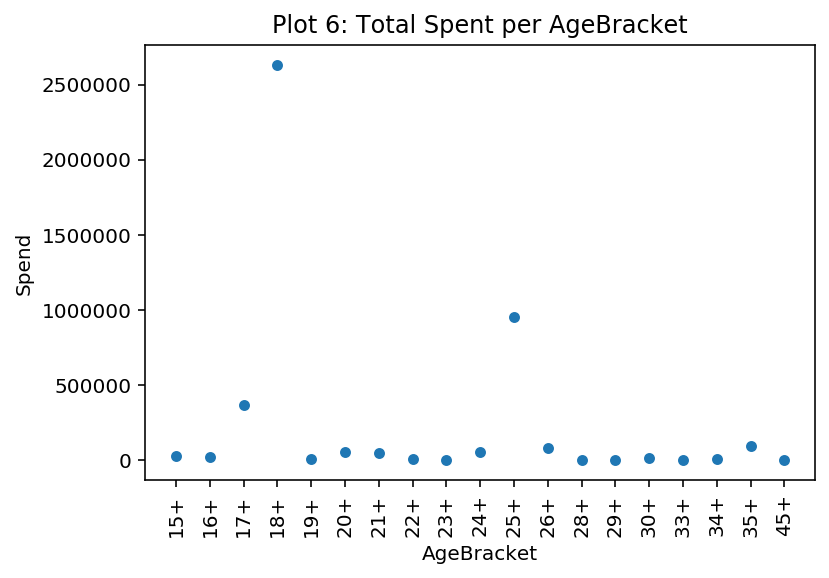 Plot 6: Total Spent per AgeBracket
2500000
2000000
1500000
1000000
500000
0
Spend
15+ 16+ 17+ 18+ 19+ 20+ 21+ 22+ 23+ 24+ 25+ 26+ 28+ 29+ 30+ 33+ 34+ 35+ 45+
AgeBracket